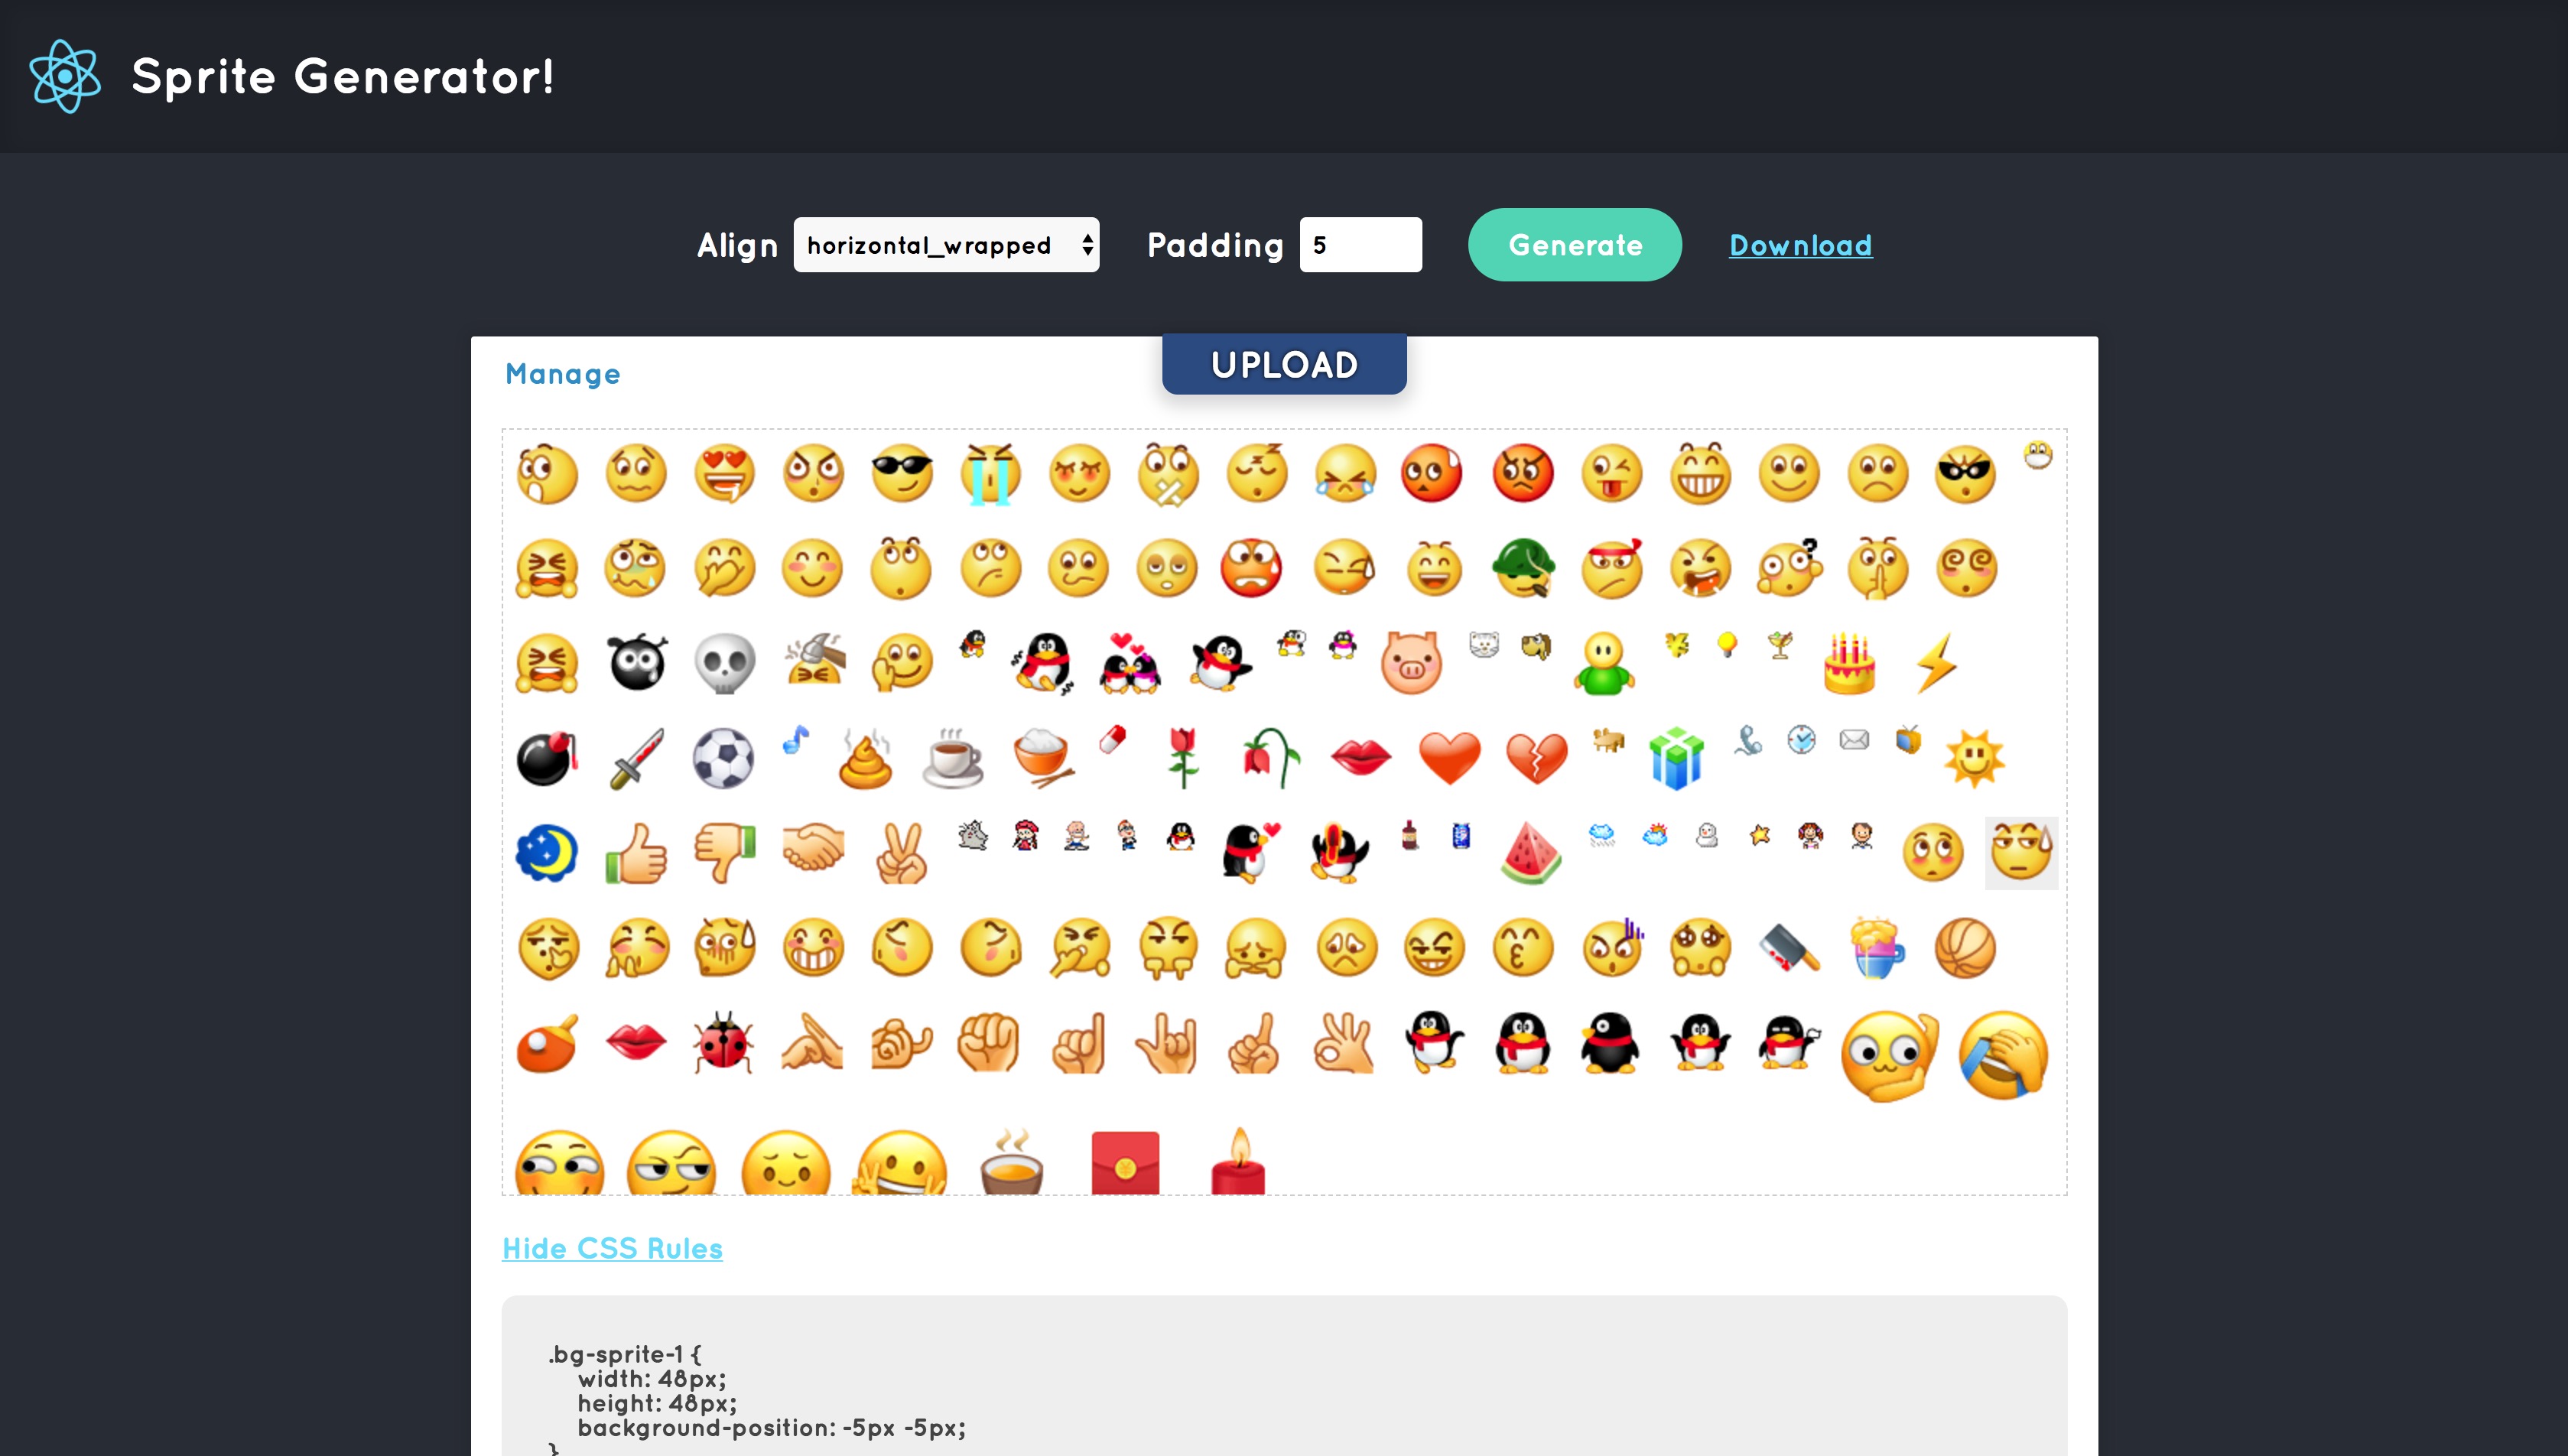 Sprite Generator!
Align horizontal_wrapped Padding 5 Generate Download
Manage UPLOAD
Hide CSS Rules
.bg-sprite-1 {
width: 48px;
height: 48px;
background-position: -5px -5px;
}